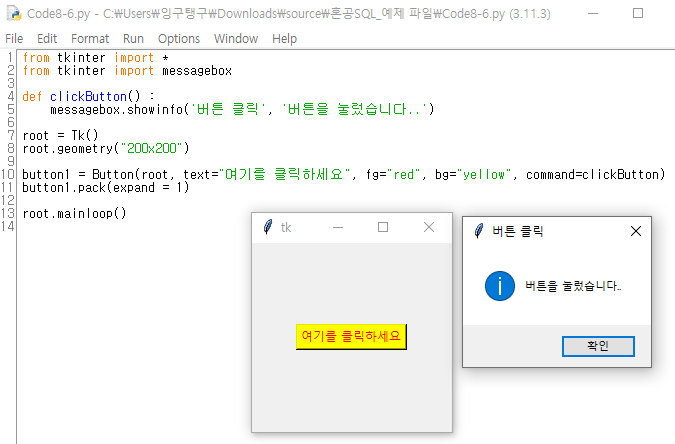 Code8-6.py - C:₩Users₩잉구탱구₩Downloads₩source₩혼공SQL_예제 파일₩Code8-6.py (3.11.3)
File Edit Format Run Options Window Help
1 from tkinter import *
2 from tkinter import messagebox
3
4 def clickButton() :
5     messagebox.showinfo('버튼 클릭', '버튼을 눌렀습니다..')
6
7 root = Tk()
8 root.geometry("200x200")
9
10 button1 = Button(root, text="여기를 클릭하세요", fg="red", bg="yellow", command=clickButton)
11 button1.pack(expand = 1)
12
13 root.mainloop()
14
tk
여기를 클릭하세요
버튼 클릭
버튼을 눌렀습니다..
확인